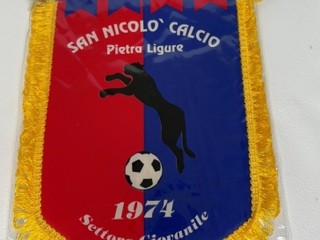 SAN NICOLO' CALCIO
Pietra Ligure
1974
Settore Giovanile